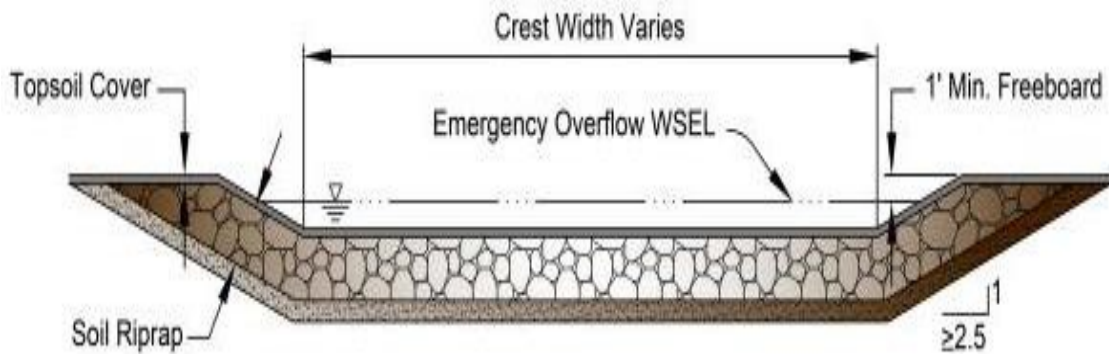 Crest Width Varies
Topsoil Cover
1' Min. Freeboard
Emergency Overflow WSEL
Soil Riprap
1
≥2.5